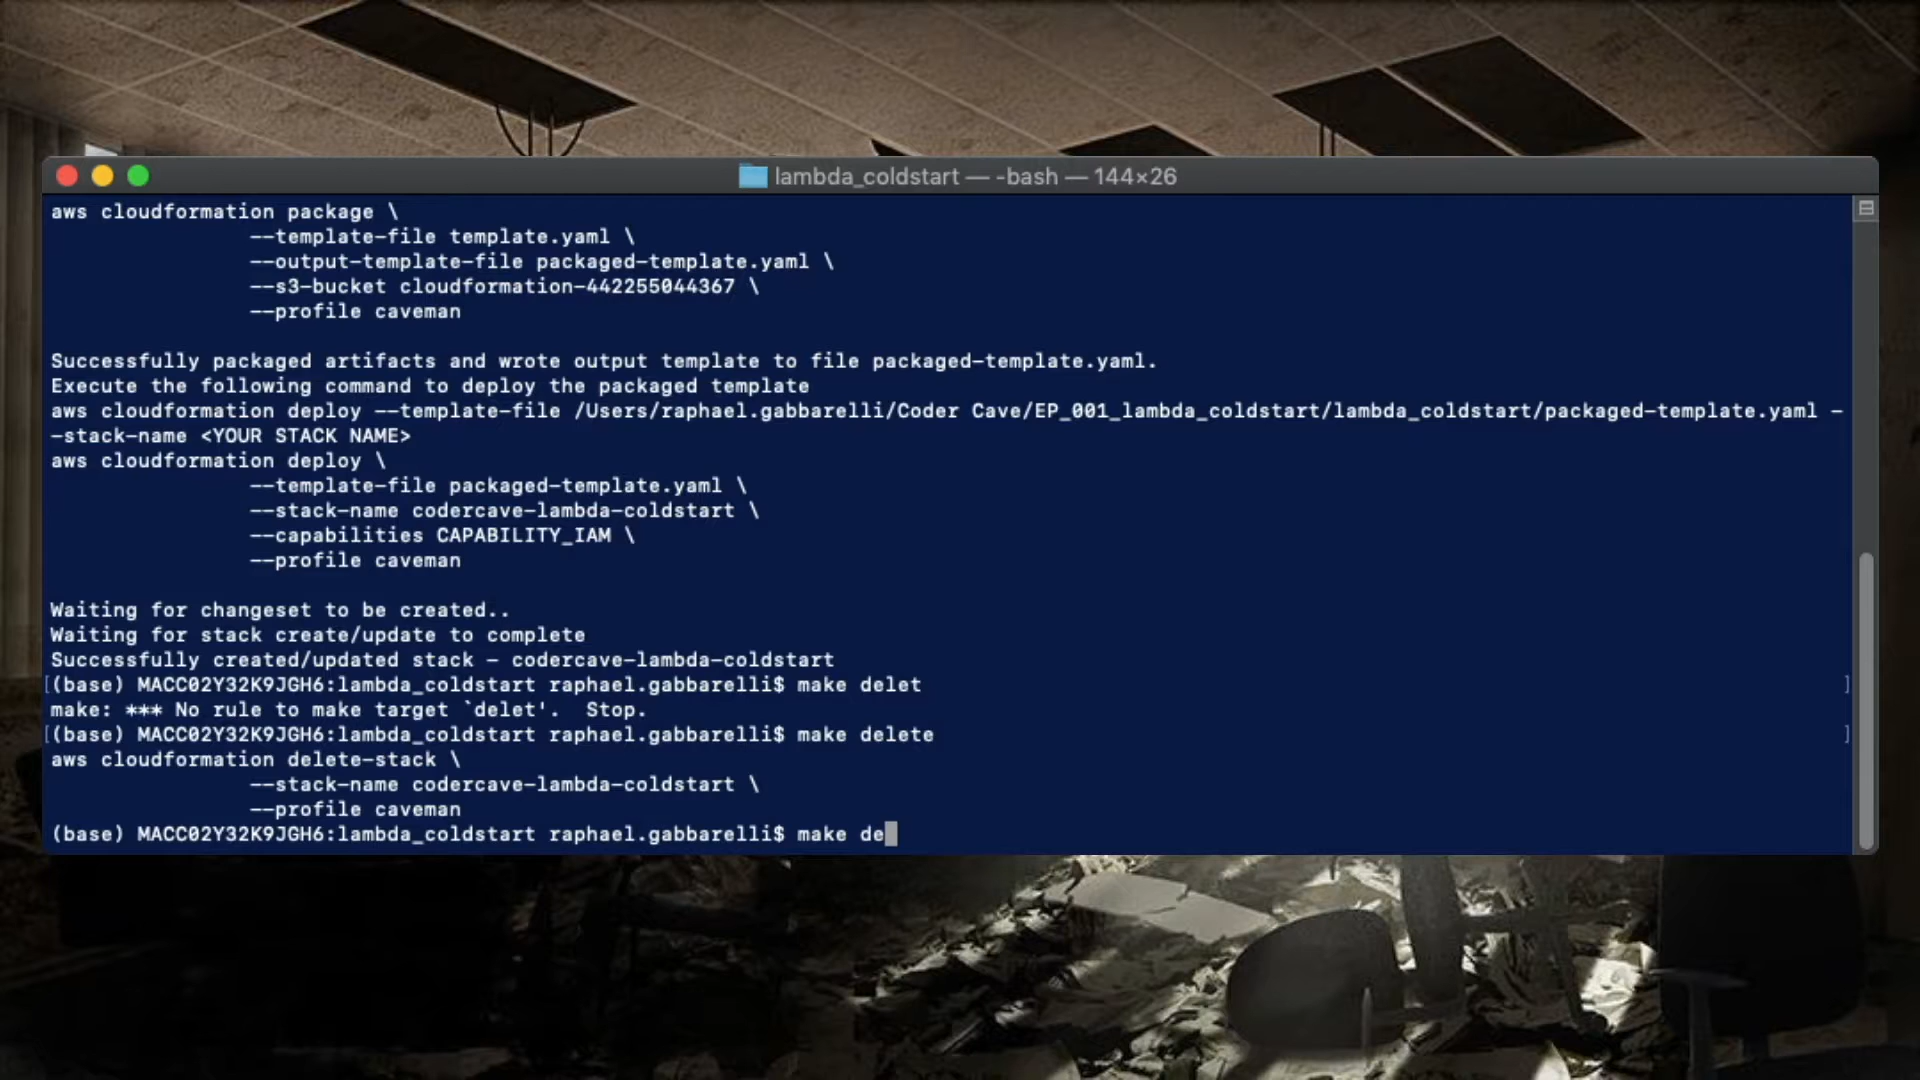 lambda_coldstart — -bash — 144×26
aws cloudformation package \
--template-file template.yaml \
--output-template-file packaged-template.yaml \
--s3-bucket cloudformation-442255044367 \
--profile caveman
Successfully packaged artifacts and wrote output template to file packaged-template.yaml.
Execute the following command to deploy the packaged template
aws cloudformation deploy --template-file /Users/raphael.gabbarelli/Coder Cave/EP_001_lambda_coldstart/lambda_coldstart/packaged-template.yaml -
-stack-name <YOUR STACK NAME>
aws cloudformation deploy \
--template-file packaged-template.yaml \
--stack-name codercave-lambda-coldstart \
--capabilities CAPABILITY_IAM \
--profile caveman
Waiting for changeset to be created..
Waiting for stack create/update to complete
Successfully created/updated stack - codercave-lambda-coldstart
[(base) MACC02Y32K9JGH6:lambda_coldstart raphael.gabbarelli$ make delet ]
make: *** No rule to make target `delet'.  Stop.
[(base) MACC02Y32K9JGH6:lambda_coldstart raphael.gabbarelli$ make delete ]
aws cloudformation delete-stack \
--stack-name codercave-lambda-coldstart \
--profile caveman
(base) MACC02Y32K9JGH6:lambda_coldstart raphael.gabbarelli$ make de